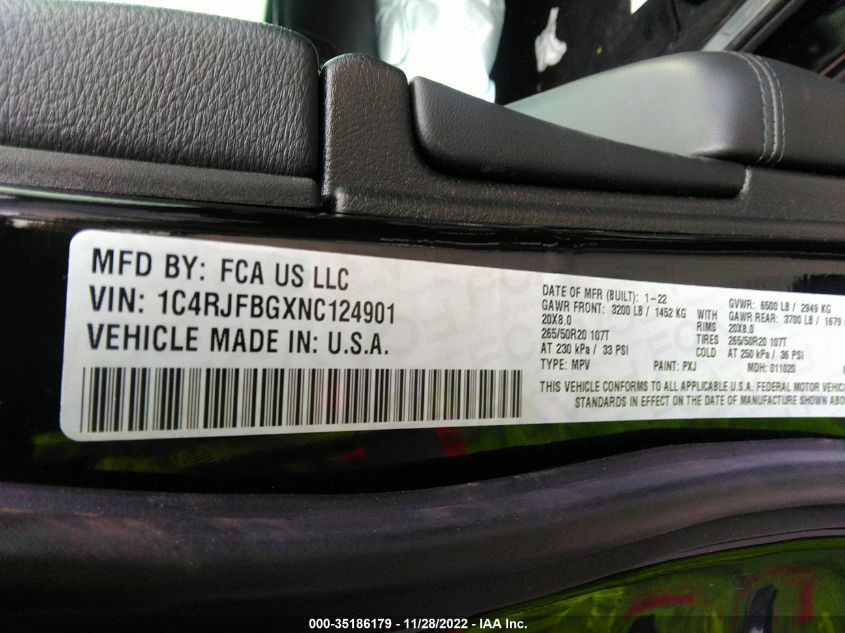 MFD BY: FCA US LLC
VIN: 1C4RJFBGXNC124901
VEHICLE MADE IN: U.S.A.
DATE OF MFR (BUILT): 1-22 GVWR: 6500 LB / 2949 KG
GAWR FRONT: 3200 LB / 1452 KG WITH GAWR REAR: 3700 LB / 1679
20X8.0 RIMS 20X8.0
265/50R20 107T TIRES 265/50R20 107T
AT 230 kPa / 33 PSI COLD AT 250 kPa / 36 PSI
TYPE: MPV PAINT: PXJ MDH: 011020
THIS VEHICLE CONFORMS TO ALL APPLICABLE U.S.A. FEDERAL MOTOR
STANDARDS IN EFFECT ON THE DATE OF MANUFACTURE SHOWN
000-35186179 - 11/28/2022 - IAA Inc.